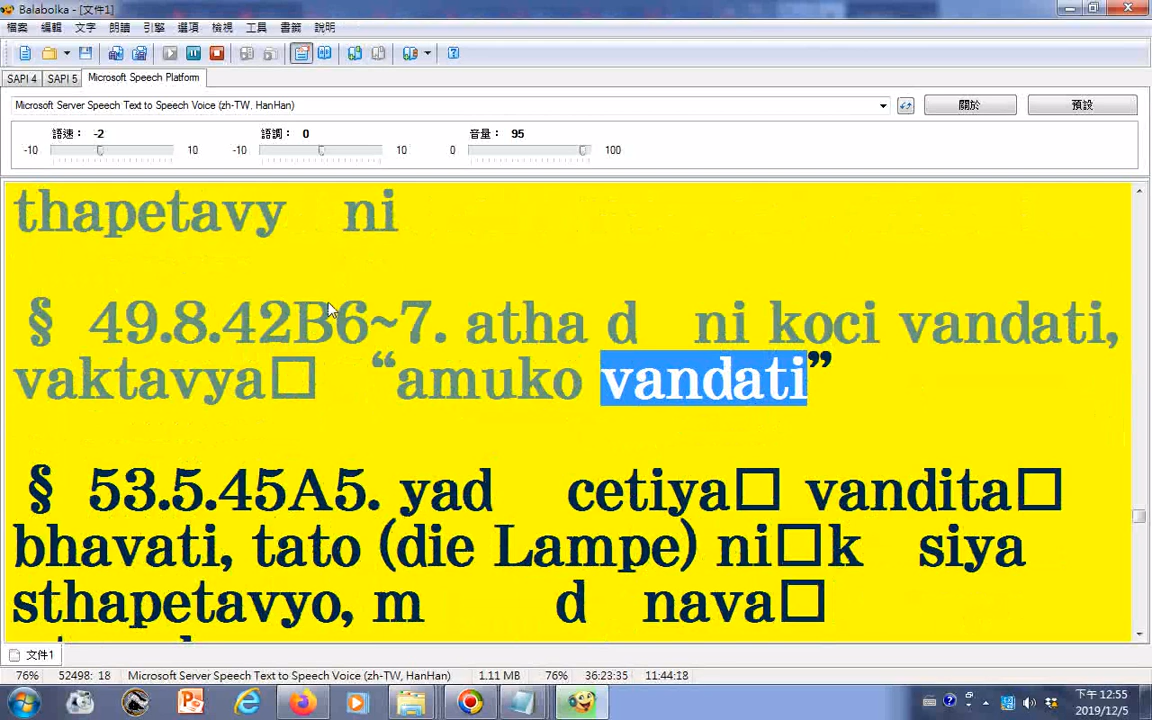 Balabolka - [文件1]
檔案 編輯 文字 朗讀 引擎 選項 檢視 工具 書籤 說明
SAPI 4 SAPI 5 Microsoft Speech Platform
Microsoft Server Speech Text to Speech Voice (zh-TW, HanHan) 關於 預設
語速： -2 語調： 0 音量： 95
-10 10 -10 10 0 100
thapetavy ni
§ 49.8.42B6~7. atha d ni koci vandati,
vaktavya□ “amuko vandati”
§ 53.5.45A5. yad cetiya□ vandita□
bhavati, tato (die Lampe) ni□k siya
sthapetavyo, m d nava□
文件1
76% 52498: 18 Microsoft Server Speech Text to Speech Voice (zh-TW, HanHan) 1.11 MB 76% 36:23:35 11:44:18
下午 12:55
2019/12/5